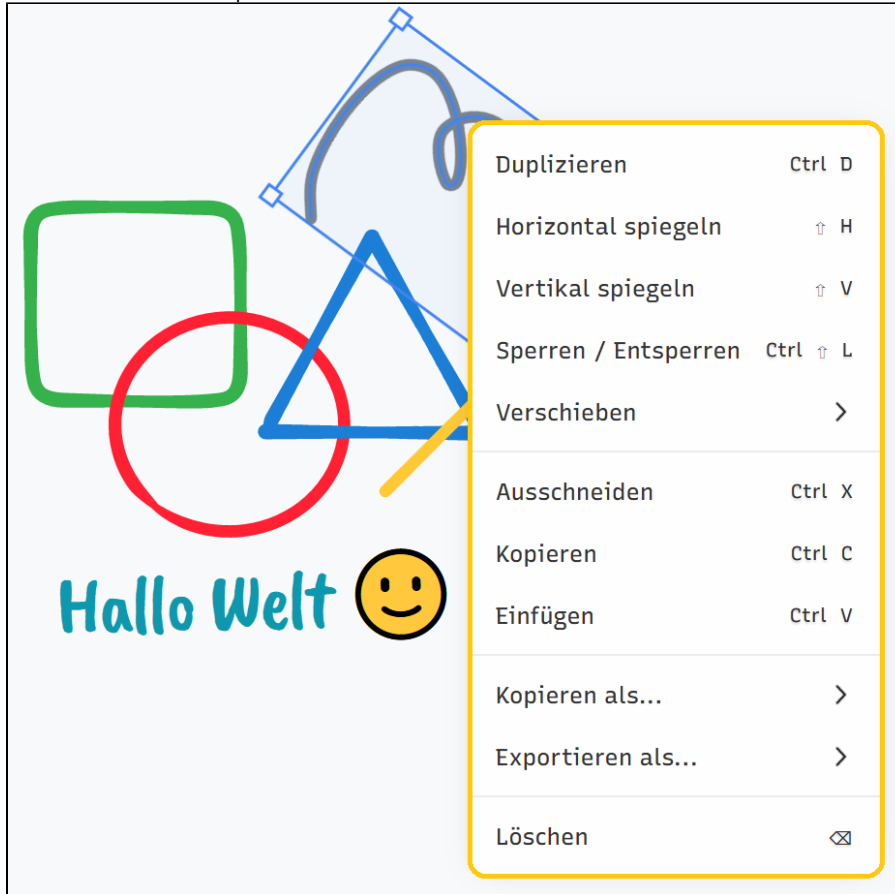 Duplizieren Ctrl D
Horizontal spiegeln ⇧ H
Vertikal spiegeln ⇧ V
Sperren / Entsperren Ctrl ⇧ L
Verschieben
Ausschneiden Ctrl X
Kopieren Ctrl C
Einfügen Ctrl V
Hallo Welt
Kopieren als...
Exportieren als...
Löschen ⌫